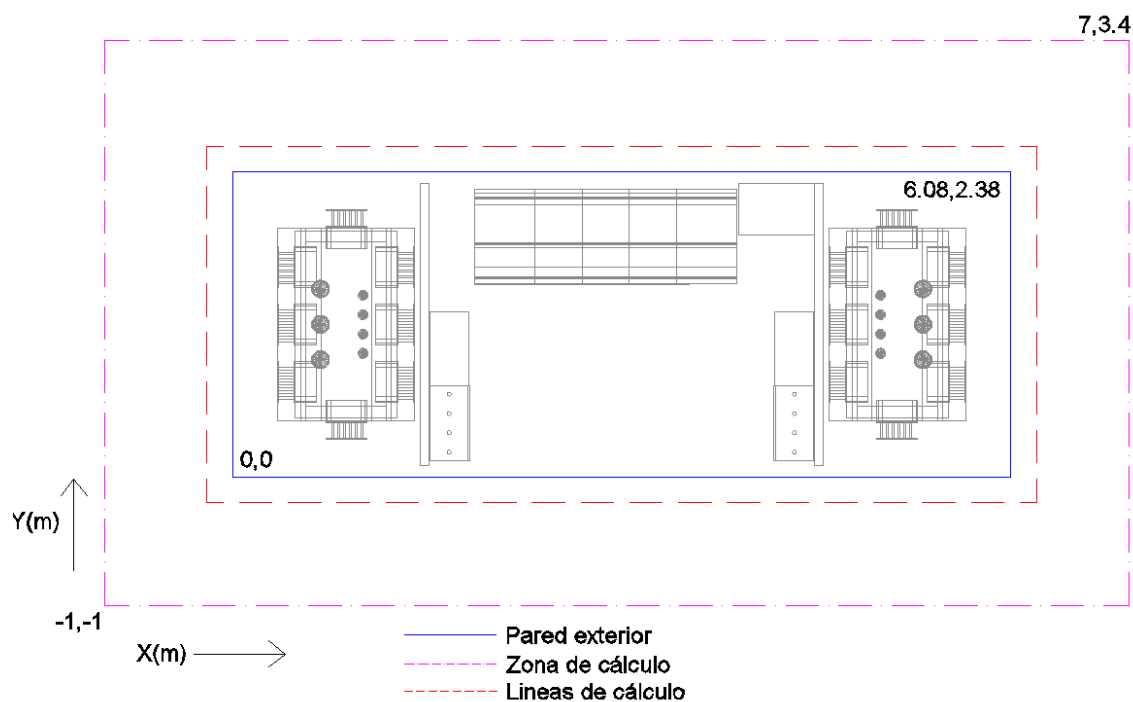 7,3.4
6.08,2.38
0,0
Y(m)
-1,-1
X(m)
Pared exterior
Zona de cálculo
Lineas de cálculo